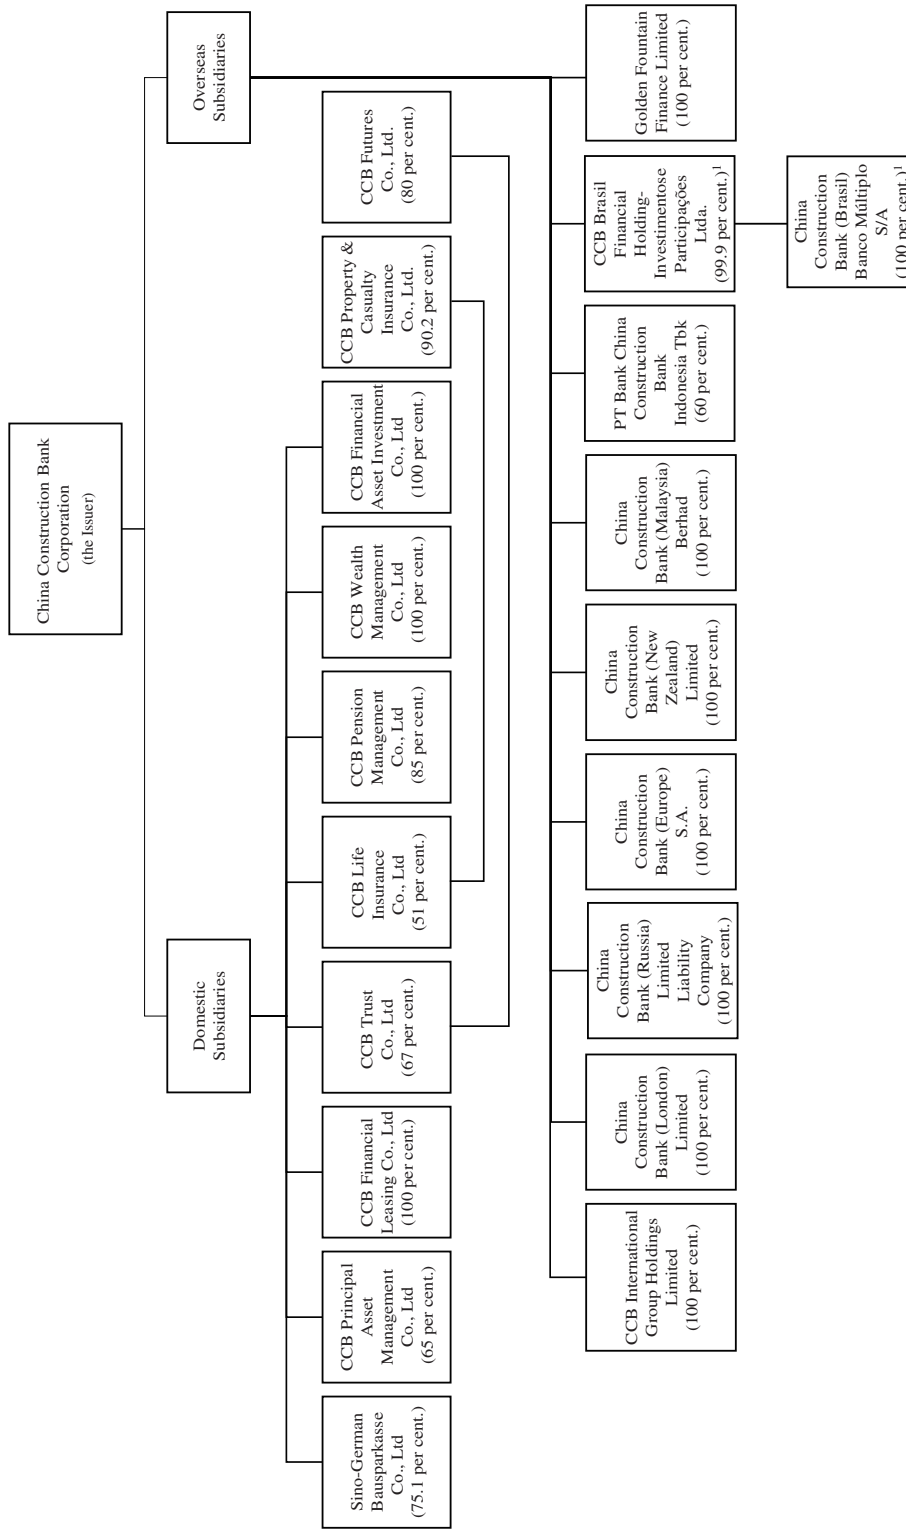 China Construction Bank
Corporation
(the Issuer)
Domestic
Subsidiaries
Overseas
Subsidiaries
Sino-German
Bausparkasse
Co., Ltd
(75.1 per cent.)
CCB Principal
Asset
Management
Co., Ltd
(65 per cent.)
CCB Financial
Leasing Co., Ltd
(100 per cent.)
CCB Trust
Co., Ltd
(67 per cent.)
CCB Life
Insurance
Co., Ltd
(51 per cent.)
CCB Pension
Management
Co., Ltd
(85 per cent.)
CCB Wealth
Management
Co., Ltd
(100 per cent.)
CCB Financial
Asset Investment
Co., Ltd
(100 per cent.)
CCB Property &
Casualty
Insurance
Co., Ltd.
(90.2 per cent.)
CCB Futures
Co., Ltd.
(80 per cent.)
CCB International
Group Holdings
Limited
(100 per cent.)
China
Construction
Bank (London)
Limited
(100 per cent.)
China
Construction
Bank (Russia)
Limited
Liability
Company
(100 per cent.)
China
Construction
Bank (Europe)
S.A.
(100 per cent.)
China
Construction
Bank (New
Zealand)
Limited
(100 per cent.)
China
Construction
Bank (Malaysia)
Berhad
(100 per cent.)
PT Bank China
Construction
Bank
Indonesia Tbk
(60 per cent.)
CCB Brasil
Financial
Holding-
Investimentose
Participações
Ltda.
(99.9 per cent.)¹
Golden Fountain
Finance Limited
(100 per cent.)
China
Construction
Bank (Brasil)
Banco Múltiplo
S/A
(100 per cent.)¹